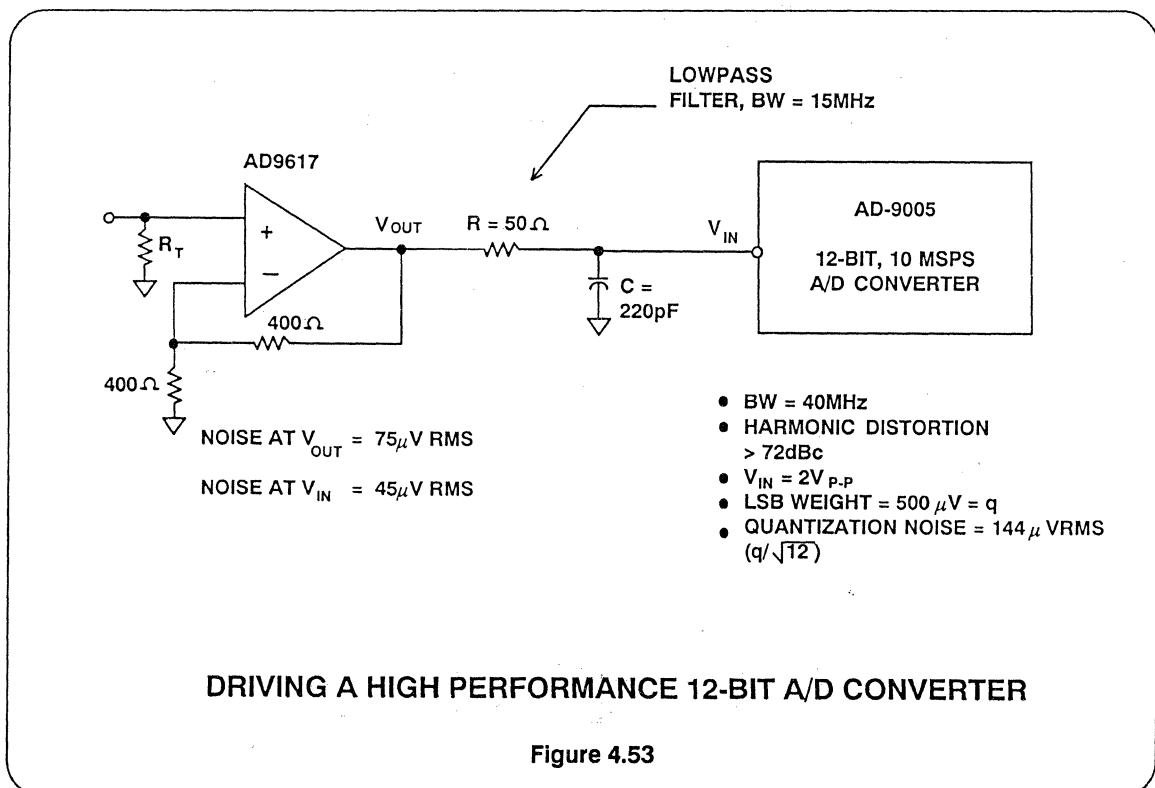 LOWPASS
FILTER, BW = 15MHz
AD9617
+
−
R_T
V_OUT
R = 50Ω
V_IN
AD-9005
12-BIT, 10 MSPS
A/D CONVERTER
C =
220pF
400Ω
400Ω
NOISE AT V_OUT = 75μV RMS
NOISE AT V_IN = 45μV RMS
● BW = 40MHz
● HARMONIC DISTORTION
> 72dBc
● V_IN = 2V_P-P
● LSB WEIGHT = 500 μV = q
● QUANTIZATION NOISE = 144 μ VRMS
(q/√12)
DRIVING A HIGH PERFORMANCE 12-BIT A/D CONVERTER
Figure 4.53